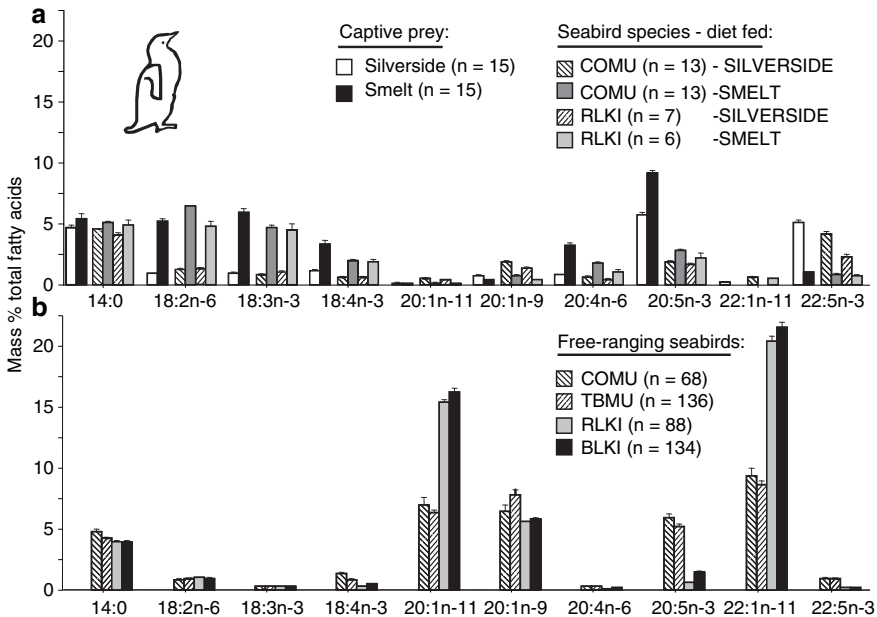 a
Captive prey:
Silverside (n = 15)
Smelt (n = 15)
Seabird species - diet fed:
COMU (n = 13) - SILVERSIDE
COMU (n = 13) -SMELT
RLKI (n = 7) -SILVERSIDE
RLKI (n = 6) -SMELT
20
15
10
5
0
14:0 18:2n-6 18:3n-3 18:4n-3 20:1n-11 20:1n-9 20:4n-6 20:5n-3 22:1n-11 22:5n-3
Mass % total fatty acids
b
Free-ranging seabirds:
COMU (n = 68)
TBMU (n = 136)
RLKI (n = 88)
BLKI (n = 134)
20
15
10
5
0
14:0 18:2n-6 18:3n-3 18:4n-3 20:1n-11 20:1n-9 20:4n-6 20:5n-3 22:1n-11 22:5n-3